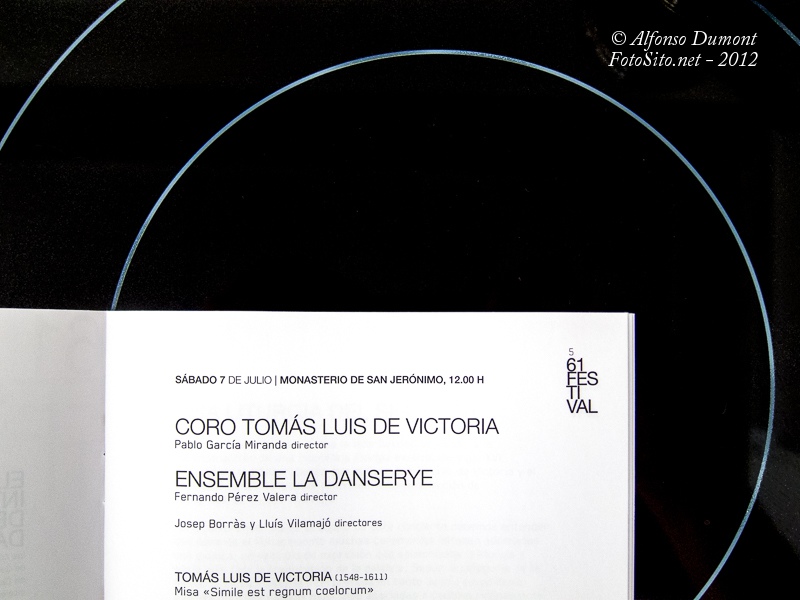 © Alfonso Dumont
FotoSito.net - 2012
SÁBADO 7 DE JULIO | MONASTERIO DE SAN JERÓNIMO, 12.00 H
5
61
FES
TI
VAL
CORO TOMÁS LUIS DE VICTORIA
Pablo García Miranda director
ENSEMBLE LA DANSERYE
Fernando Pérez Valera director
Josep Borràs y Lluís Vilamajó directores
TOMÁS LUIS DE VICTORIA (1548-1611)
Misa «Simile est regnum coelorum»